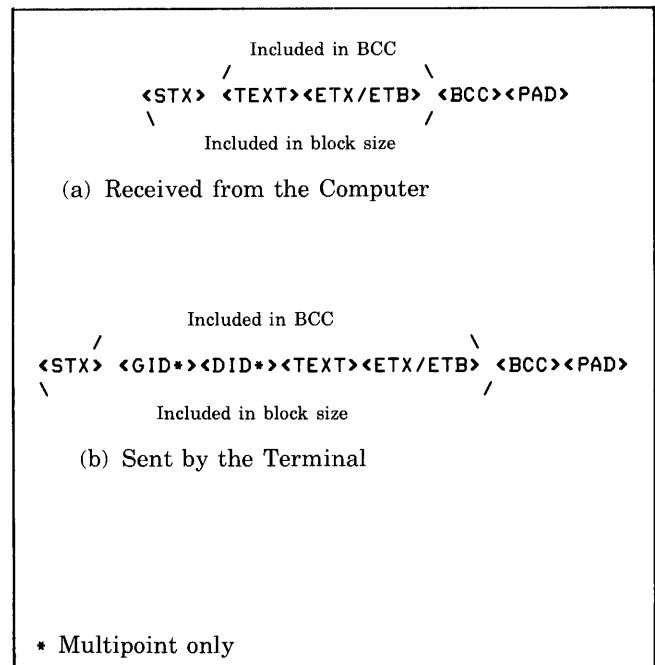 Included in BCC
/ \
<STX> <TEXT><ETX/ETB> <BCC><PAD>
\ /
Included in block size
(a) Received from the Computer
Included in BCC
/ \
<STX> <GID*><DID*><TEXT><ETX/ETB> <BCC><PAD>
\ /
Included in block size
(b) Sent by the Terminal
* Multipoint only